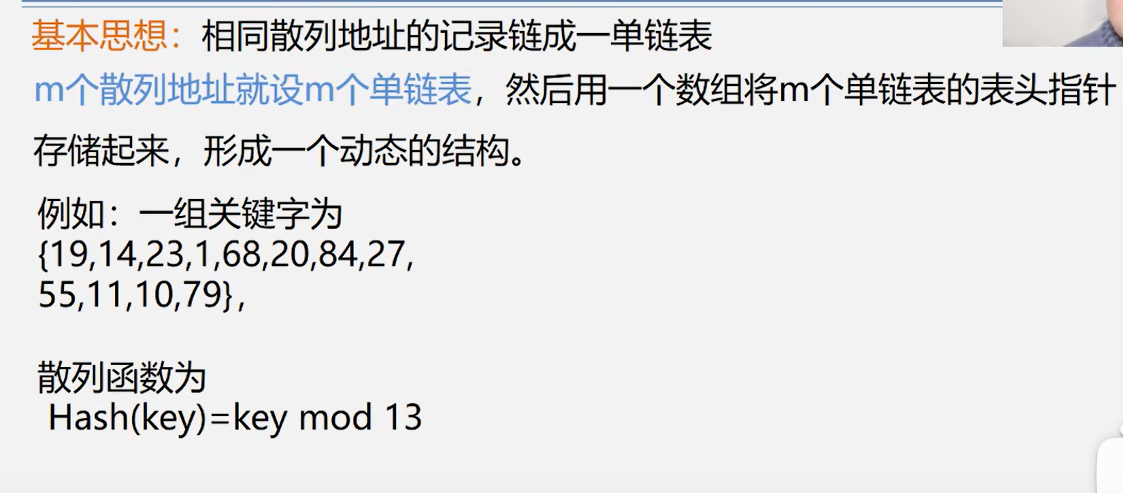 基本思想：相同散列地址的记录链成一单链表
m个散列地址就设m个单链表，然后用一个数组将m个单链表的表头指针
存储起来，形成一个动态的结构。
例如：一组关键字为
{19,14,23,1,68,20,84,27,
55,11,10,79}，
散列函数为
Hash(key)=key mod 13